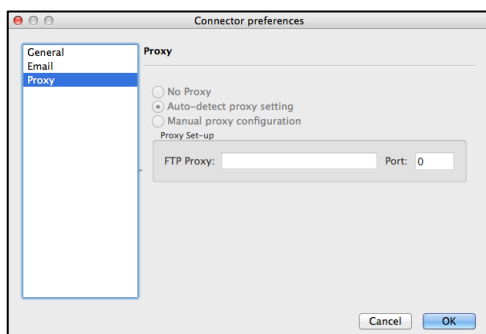 Connector preferences
General
Email
Proxy
Proxy
No Proxy
Auto-detect proxy setting
Manual proxy configuration
Proxy Set-up
FTP Proxy:
Port: 0
Cancel
OK